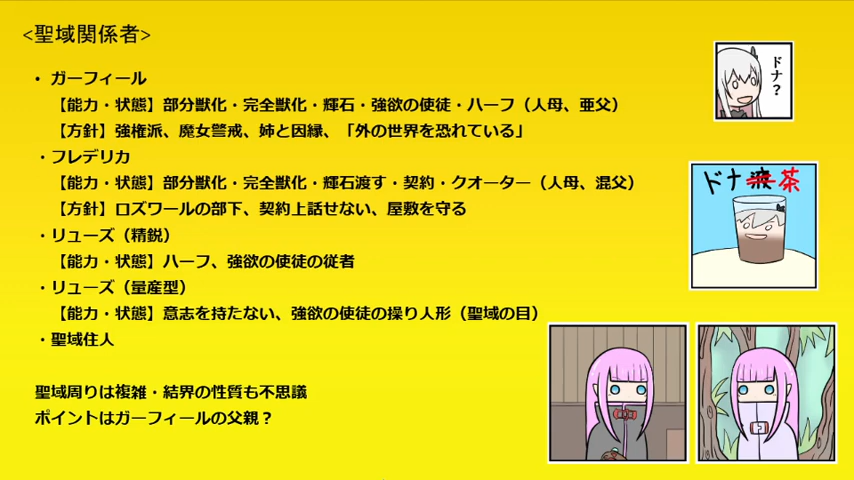 <聖域関係者>
・ ガーフィール
【能力・状態】部分獣化・完全獣化・輝石・強欲の使徒・ハーフ（人母、亜父）
【方針】強権派、魔女警戒、姉と因縁、「外の世界を恐れている」
・フレデリカ
【能力・状態】部分獣化・完全獣化・輝石渡す・契約・クオーター（人母、混父）
【方針】ロズワールの部下、契約上話せない、屋敷を守る
・リューズ（精鋭）
【能力・状態】ハーフ、強欲の使徒の従者
・リューズ（量産型）
【能力・状態】意志を持たない、強欲の使徒の操り人形（聖域の目）
・聖域住人
聖域周りは複雑・結界の性質も不思議
ポイントはガーフィールの父親？
ドナ？
ドナ液茶